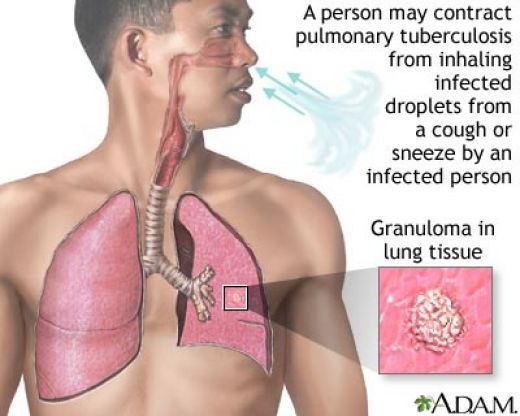 A person may contract
pulmonary tuberculosis
from inhaling
infected
droplets from
a cough or
sneeze by an
infected person
Granuloma in
lung tissue
A.D.A.M.